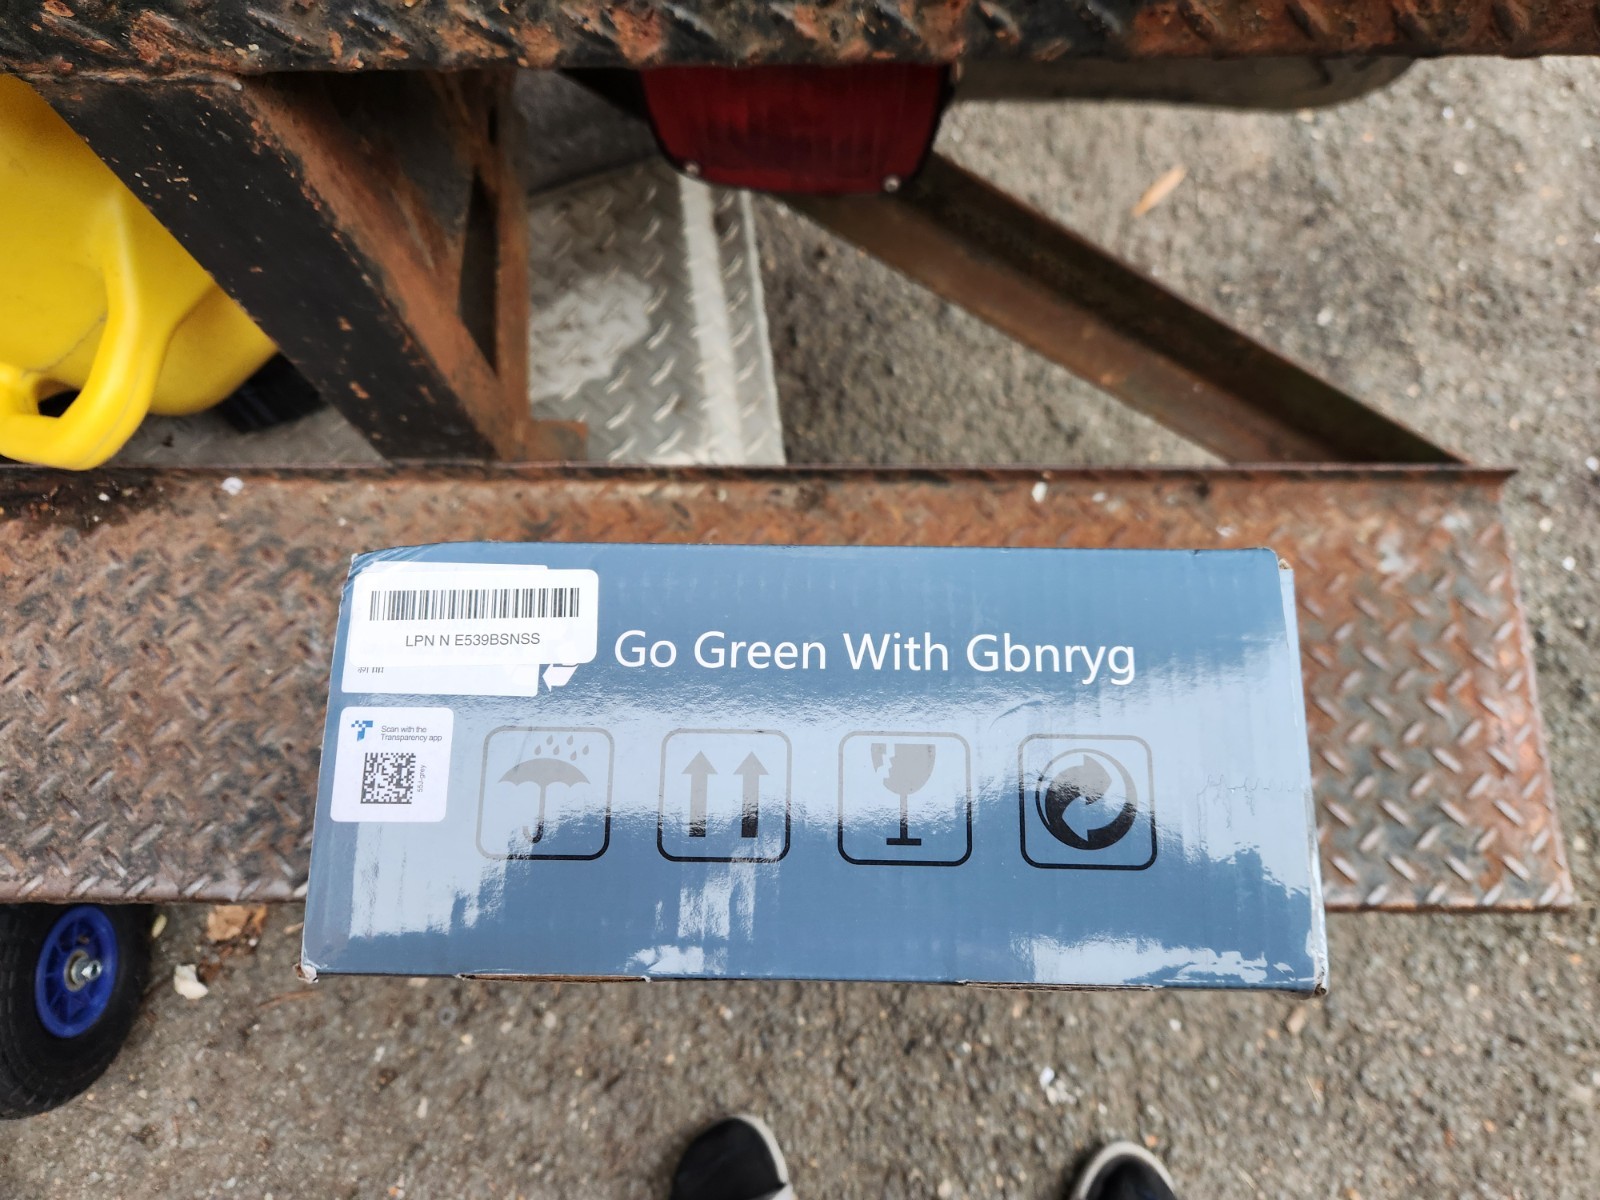 LPN N E539BSNSS
Go Green With Gbnryg
Scan with the
Transparency app